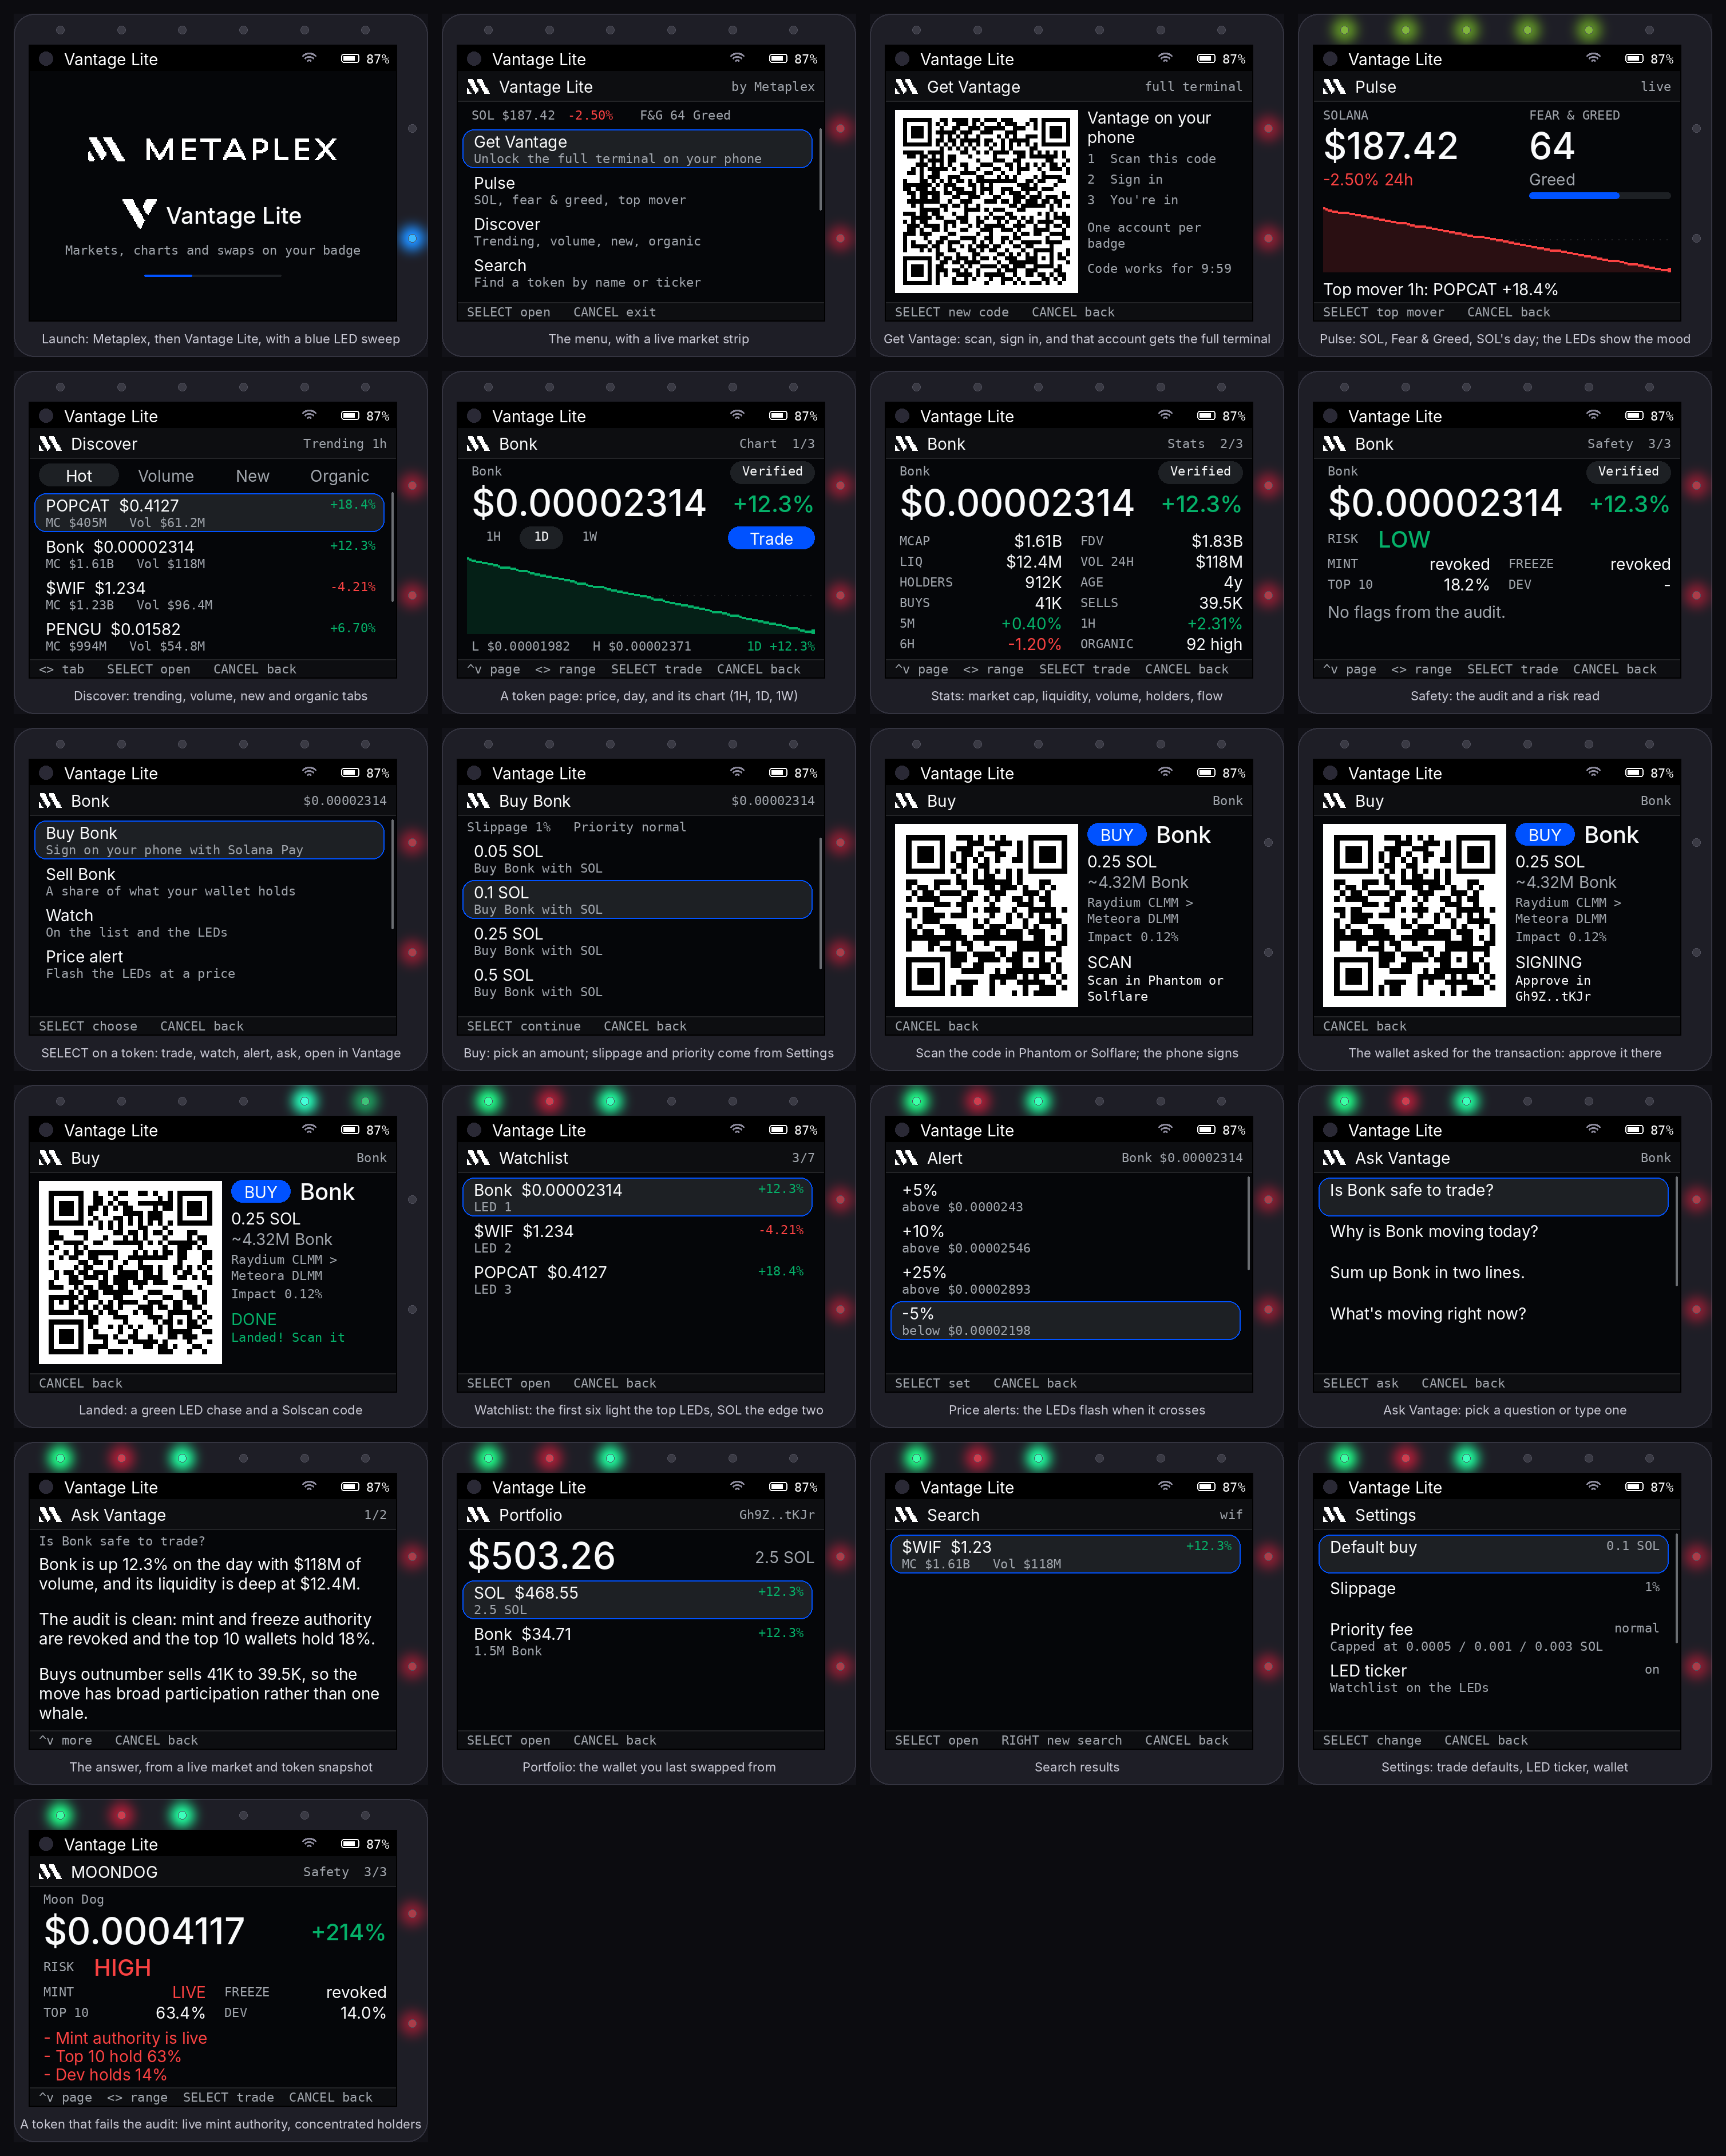 Vantage Lite 87%
METAPLEX
Vantage Lite
Markets, charts and swaps on your badge
Launch: Metaplex, then Vantage Lite, with a blue LED sweep
Vantage Lite 87%
Vantage Lite by Metaplex
SOL $187.42 -2.50% F&G 64 Greed
Get Vantage
Unlock the full terminal on your phone
Pulse
SOL, fear & greed, top mover
Discover
Trending, volume, new, organic
Search
Find a token by name or ticker
SELECT open CANCEL exit
The menu, with a live market strip
Vantage Lite 87%
Get Vantage full terminal
Vantage on your
phone
1 Scan this code
2 Sign in
3 You're in
One account per
badge
Code works for 9:59
SELECT new code CANCEL back
Get Vantage: scan, sign in, and that account gets the full terminal
Vantage Lite 87%
Pulse live
SOLANA FEAR & GREED
$187.42 64
-2.50% 24h Greed
Top mover 1h: POPCAT +18.4%
SELECT top mover CANCEL back
Pulse: SOL, Fear & Greed, SOL's day; the LEDs show the mood
Vantage Lite 87%
Discover Trending 1h
Hot Volume New Organic
POPCAT $0.4127 +18.4%
MC $405M Vol $61.2M
Bonk $0.00002314 +12.3%
MC $1.61B Vol $118M
$WIF $1.234 -4.21%
MC $1.23B Vol $96.4M
PENGU $0.01582 +6.70%
MC $994M Vol $54.8M
<> tab SELECT open CANCEL back
Discover: trending, volume, new and organic tabs
Vantage Lite 87%
Bonk Chart 1/3
Bonk Verified
$0.00002314 +12.3%
1H 1D 1W Trade
L $0.00001982 H $0.00002371 1D +12.3%
^v page <> range SELECT trade CANCEL back
A token page: price, day, and its chart (1H, 1D, 1W)
Vantage Lite 87%
Bonk Stats 2/3
Bonk Verified
$0.00002314 +12.3%
MCAP $1.61B FDV $1.83B
LIQ $12.4M VOL 24H $118M
HOLDERS 912K AGE 4y
BUYS 41K SELLS 39.5K
5M +0.40% 1H +2.31%
6H -1.20% ORGANIC 92 high
^v page <> range SELECT trade CANCEL back
Stats: market cap, liquidity, volume, holders, flow
Vantage Lite 87%
Bonk Safety 3/3
Bonk Verified
$0.00002314 +12.3%
RISK LOW
MINT revoked FREEZE revoked
TOP 10 18.2% DEV -
No flags from the audit.
^v page <> range SELECT trade CANCEL back
Safety: the audit and a risk read
Vantage Lite 87%
Bonk $0.00002314
Buy Bonk
Sign on your phone with Solana Pay
Sell Bonk
A share of what your wallet holds
Watch
On the list and the LEDs
Price alert
Flash the LEDs at a price
SELECT choose CANCEL back
SELECT on a token: trade, watch, alert, ask, open in Vantage
Vantage Lite 87%
Buy Bonk $0.00002314
Slippage 1% Priority normal
0.05 SOL
Buy Bonk with SOL
0.1 SOL
Buy Bonk with SOL
0.25 SOL
Buy Bonk with SOL
0.5 SOL
Buy Bonk with SOL
SELECT continue CANCEL back
Buy: pick an amount; slippage and priority come from Settings
Vantage Lite 87%
Buy Bonk
BUY Bonk
0.25 SOL
~4.32M Bonk
Raydium CLMM >
Meteora DLMM
Impact 0.12%
SCAN
Scan in Phantom or
Solflare
CANCEL back
Scan the code in Phantom or Solflare; the phone signs
Vantage Lite 87%
Buy Bonk
BUY Bonk
0.25 SOL
~4.32M Bonk
Raydium CLMM >
Meteora DLMM
Impact 0.12%
SIGNING
Approve in
Gh9Z..tKJr
CANCEL back
The wallet asked for the transaction: approve it there
Vantage Lite 87%
Buy Bonk
BUY Bonk
0.25 SOL
~4.32M Bonk
Raydium CLMM >
Meteora DLMM
Impact 0.12%
DONE
Landed! Scan it
CANCEL back
Landed: a green LED chase and a Solscan code
Vantage Lite 87%
Watchlist 3/7
Bonk $0.00002314 +12.3%
LED 1
$WIF $1.234 -4.21%
LED 2
POPCAT $0.4127 +18.4%
LED 3
SELECT open CANCEL back
Watchlist: the first six light the top LEDs, SOL the edge two
Vantage Lite 87%
Alert Bonk $0.00002314
+5%
above $0.0000243
+10%
above $0.00002546
+25%
above $0.00002893
-5%
below $0.00002198
SELECT set CANCEL back
Price alerts: the LEDs flash when it crosses
Vantage Lite 87%
Ask Vantage Bonk
Is Bonk safe to trade?
Why is Bonk moving today?
Sum up Bonk in two lines.
What's moving right now?
SELECT ask CANCEL back
Ask Vantage: pick a question or type one
Vantage Lite 87%
Ask Vantage 1/2
Is Bonk safe to trade?
Bonk is up 12.3% on the day with $118M of
volume, and its liquidity is deep at $12.4M.
The audit is clean: mint and freeze authority
are revoked and the top 10 wallets hold 18%.
Buys outnumber sells 41K to 39.5K, so the
move has broad participation rather than one
whale.
^v more CANCEL back
The answer, from a live market and token snapshot
Vantage Lite 87%
Portfolio Gh9Z..tKJr
$503.26 2.5 SOL
SOL $468.55 +12.3%
2.5 SOL
Bonk $34.71 +12.3%
1.5M Bonk
SELECT open CANCEL back
Portfolio: the wallet you last swapped from
Vantage Lite 87%
Search wif
$WIF $1.23 +12.3%
MC $1.61B Vol $118M
SELECT open RIGHT new search CANCEL back
Search results
Vantage Lite 87%
Settings
Default buy 0.1 SOL
Slippage 1%
Priority fee normal
Capped at 0.0005 / 0.001 / 0.003 SOL
LED ticker on
Watchlist on the LEDs
SELECT change CANCEL back
Settings: trade defaults, LED ticker, wallet
Vantage Lite 87%
MOONDOG Safety 3/3
Moon Dog
$0.0004117 +214%
RISK HIGH
MINT LIVE FREEZE revoked
TOP 10 63.4% DEV 14.0%
- Mint authority is live
- Top 10 hold 63%
- Dev holds 14%
^v page <> range SELECT trade CANCEL back
A token that fails the audit: live mint authority, concentrated holders